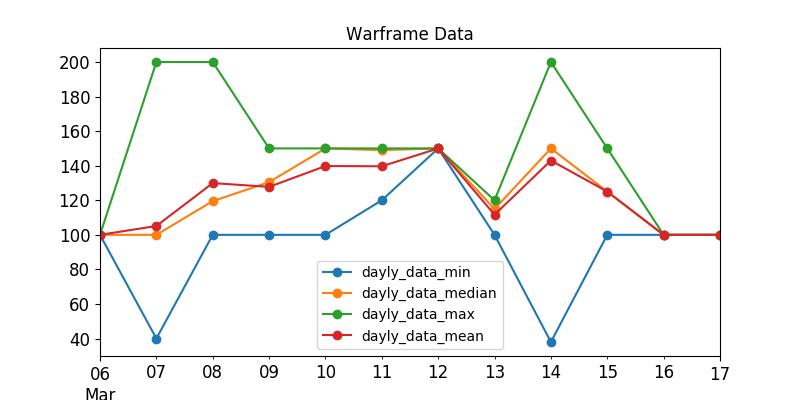 Warframe Data
200
180
160
140
120
100
80
60
40
dayly_data_min
dayly_data_median
dayly_data_max
dayly_data_mean
06 07 08 09 10 11 12 13 14 15 16 17
Mar